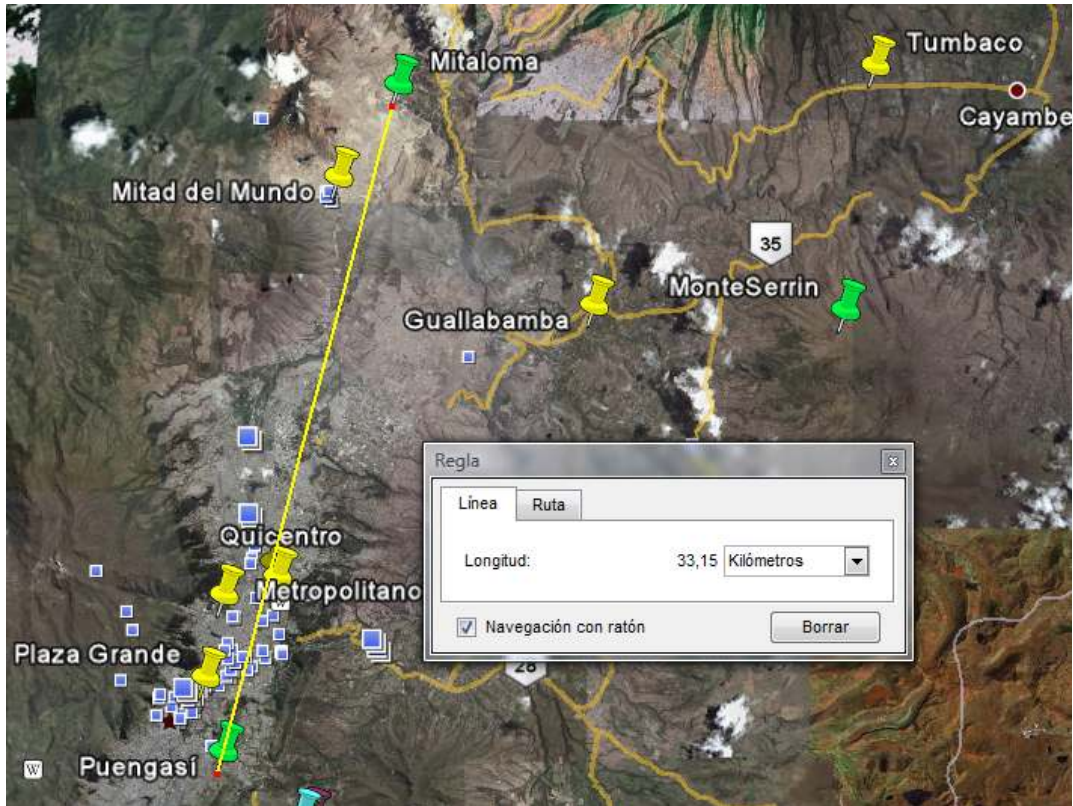 Mitaloma
Tumbaco
Cayambe
Mitad del Mundo
35
MonteSerrin
Guallabamba
Regla
x
Línea
Ruta
Quicentro
Longitud:
33,15
Kilómetros
Metropolitano
W
Navegación con ratón
Borrar
Plaza Grande
28
Puengasí
W